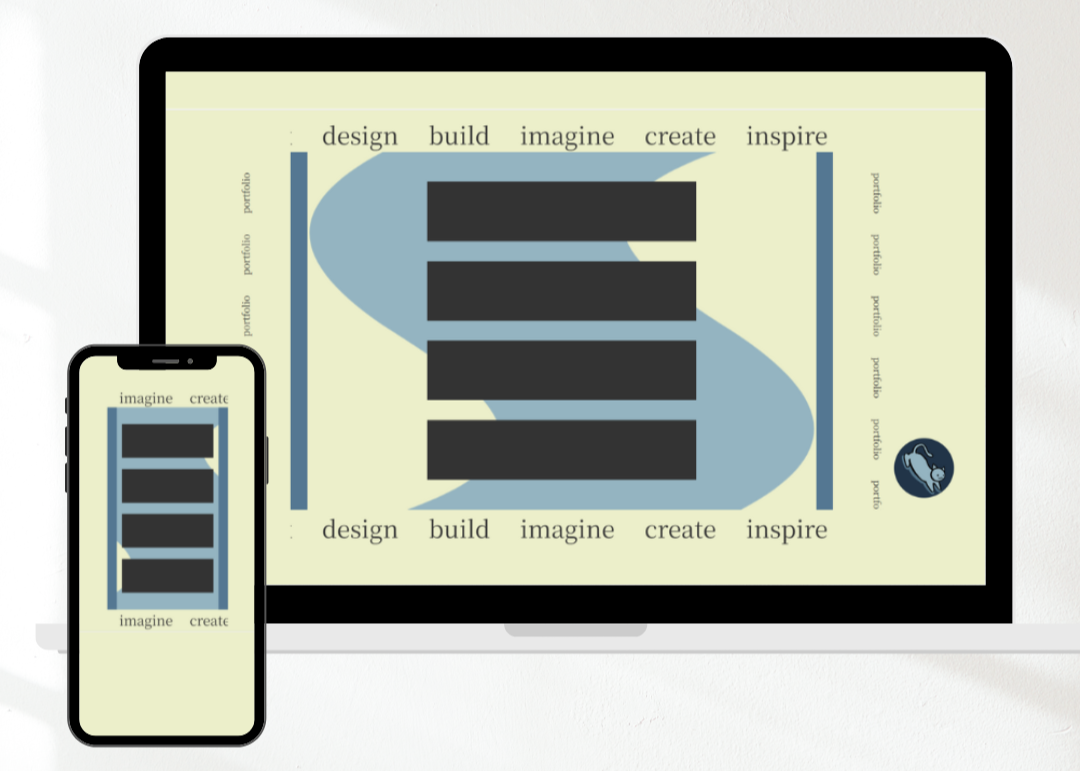 design build imagine create inspire
portfolio
portfolio
portfolio
portfolio
portfolio
portfolio
portfolio
portfolio
portfo
design build imagine create inspire
imagine create
imagine create